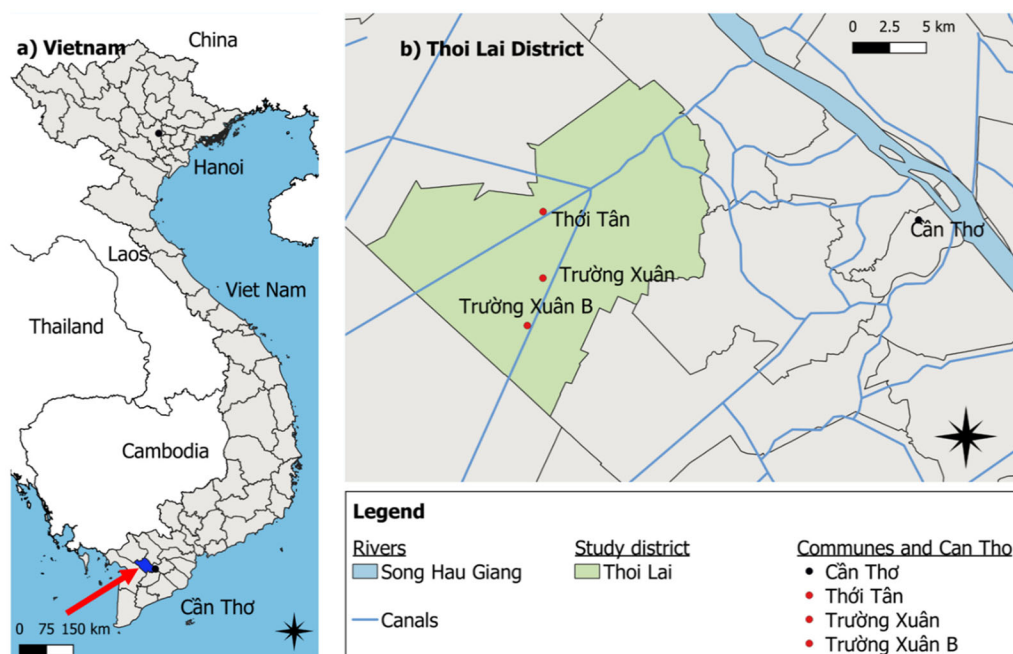 a) Vietnam
China
Hanoi
Laos
Viet Nam
Thailand
Cambodia
Cần Thơ
0 75 150 km
b) Thoi Lai District
0 2.5 5 km
Thới Tân
Cần Thơ
Trường Xuân
Trường Xuân B
Legend
Rivers
Song Hau Giang
Canals
Study district
Thoi Lai
Communes and Can Tho
Cần Thơ
Thới Tân
Trường Xuân
Trường Xuân B